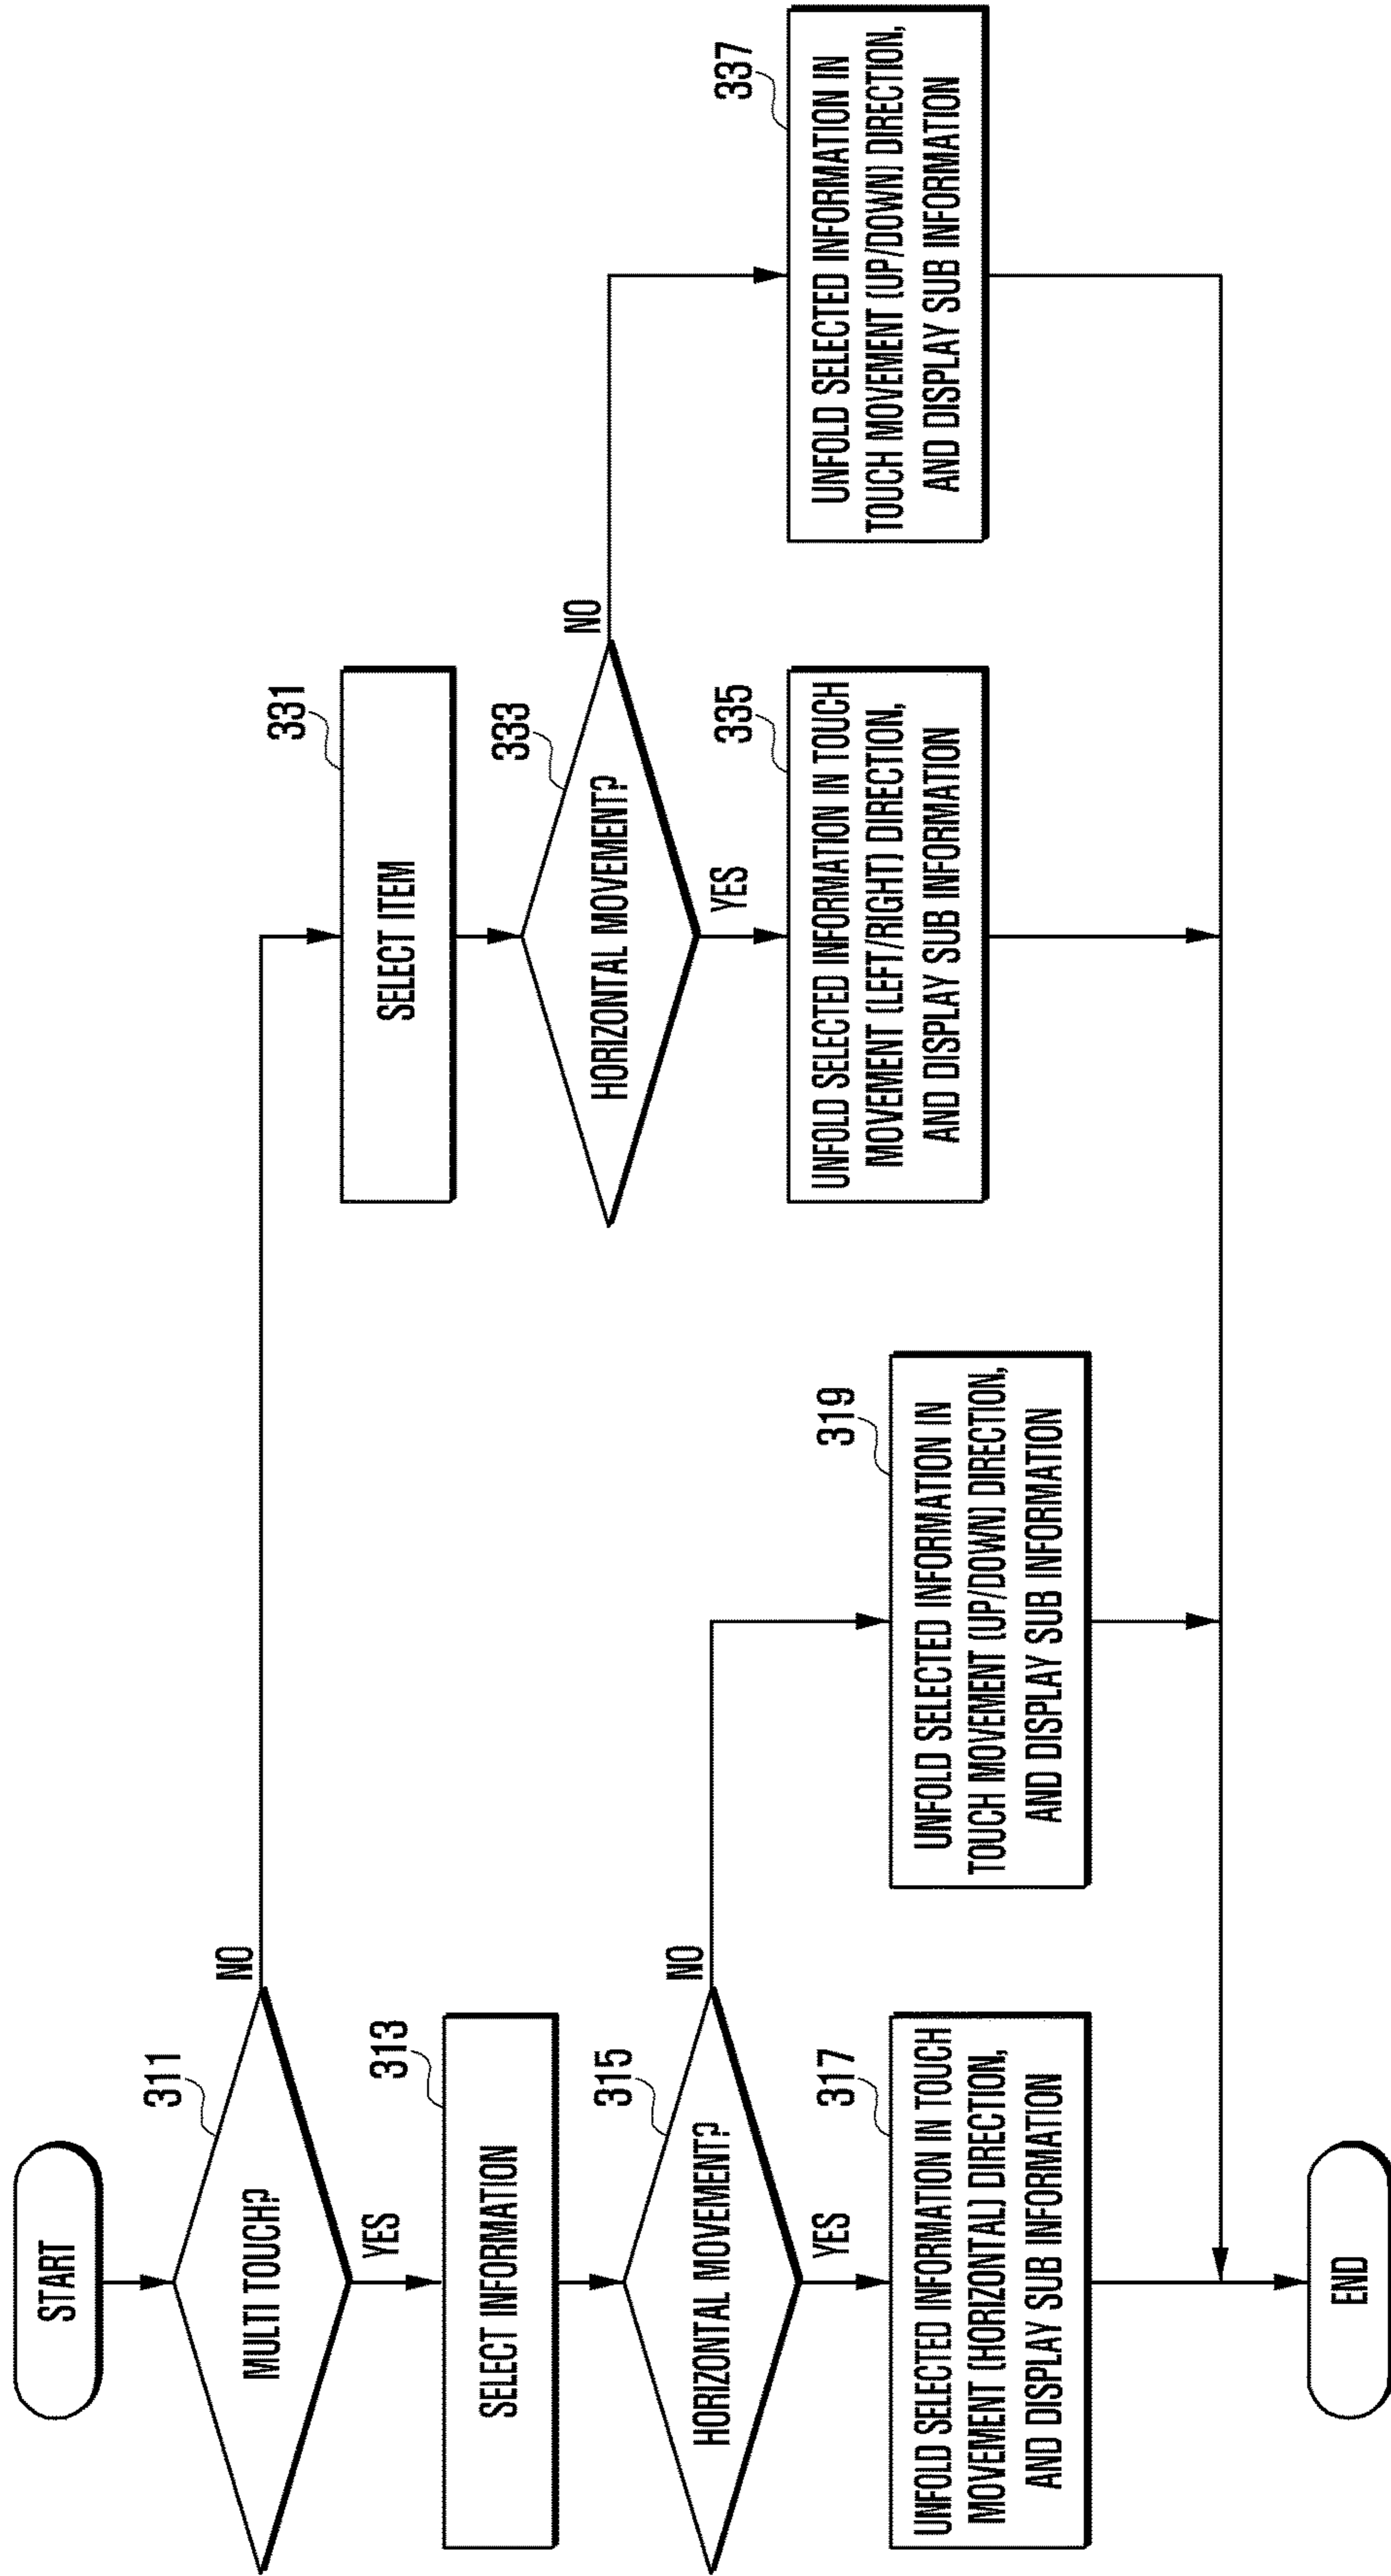 START
311
MULTI TOUCH?
NO
YES
313
SELECT INFORMATION
315
HORIZONTAL MOVEMENT?
NO
YES
317
UNFOLD SELECTED INFORMATION IN TOUCH
MOVEMENT (HORIZONTAL) DIRECTION,
AND DISPLAY SUB INFORMATION
319
UNFOLD SELECTED INFORMATION IN
TOUCH MOVEMENT (UP/DOWN) DIRECTION,
AND DISPLAY SUB INFORMATION
331
SELECT ITEM
333
HORIZONTAL MOVEMENT?
NO
YES
335
UNFOLD SELECTED INFORMATION IN TOUCH
MOVEMENT (LEFT/RIGHT) DIRECTION,
AND DISPLAY SUB INFORMATION
337
UNFOLD SELECTED INFORMATION IN
TOUCH MOVEMENT (UP/DOWN) DIRECTION,
AND DISPLAY SUB INFORMATION
END